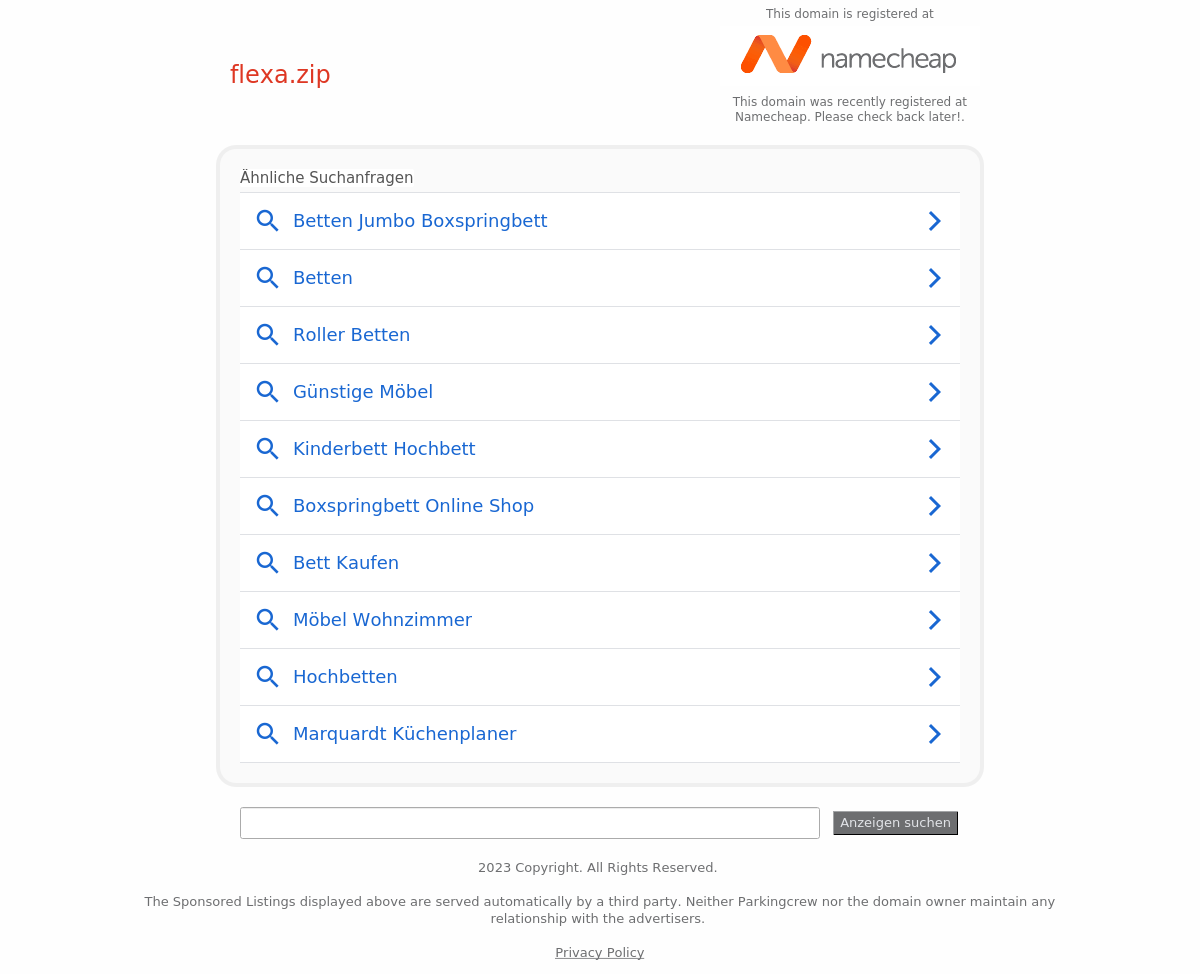 This domain is registered at
namecheap
flexa.zip
This domain was recently registered at
Namecheap. Please check back later!.
Ähnliche Suchanfragen
Betten Jumbo Boxspringbett
Betten
Roller Betten
Günstige Möbel
Kinderbett Hochbett
Boxspringbett Online Shop
Bett Kaufen
Möbel Wohnzimmer
Hochbetten
Marquardt Küchenplaner
Anzeigen suchen
2023 Copyright. All Rights Reserved.
The Sponsored Listings displayed above are served automatically by a third party. Neither Parkingcrew nor the domain owner maintain any
relationship with the advertisers.
Privacy Policy